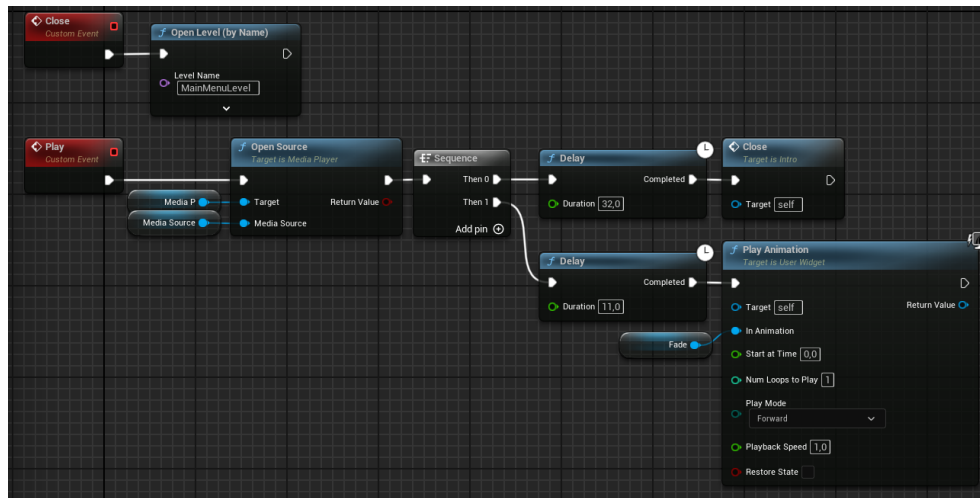 Close
Custom Event
Open Level (by Name)
Level Name
MainMenuLevel
Play
Custom Event
Open Source
Target is Media Player
Target
Return Value
Media Source
Media P
Media Source
Sequence
Then 0
Then 1
Add pin
Delay
Completed
Duration 32,0
Close
Target is Intro
Target self
Delay
Completed
Duration 11,0
Fade
Play Animation
Target is User Widget
Target self
Return Value
In Animation
Start at Time 0,0
Num Loops to Play 1
Play Mode
Forward
Playback Speed 1,0
Restore State